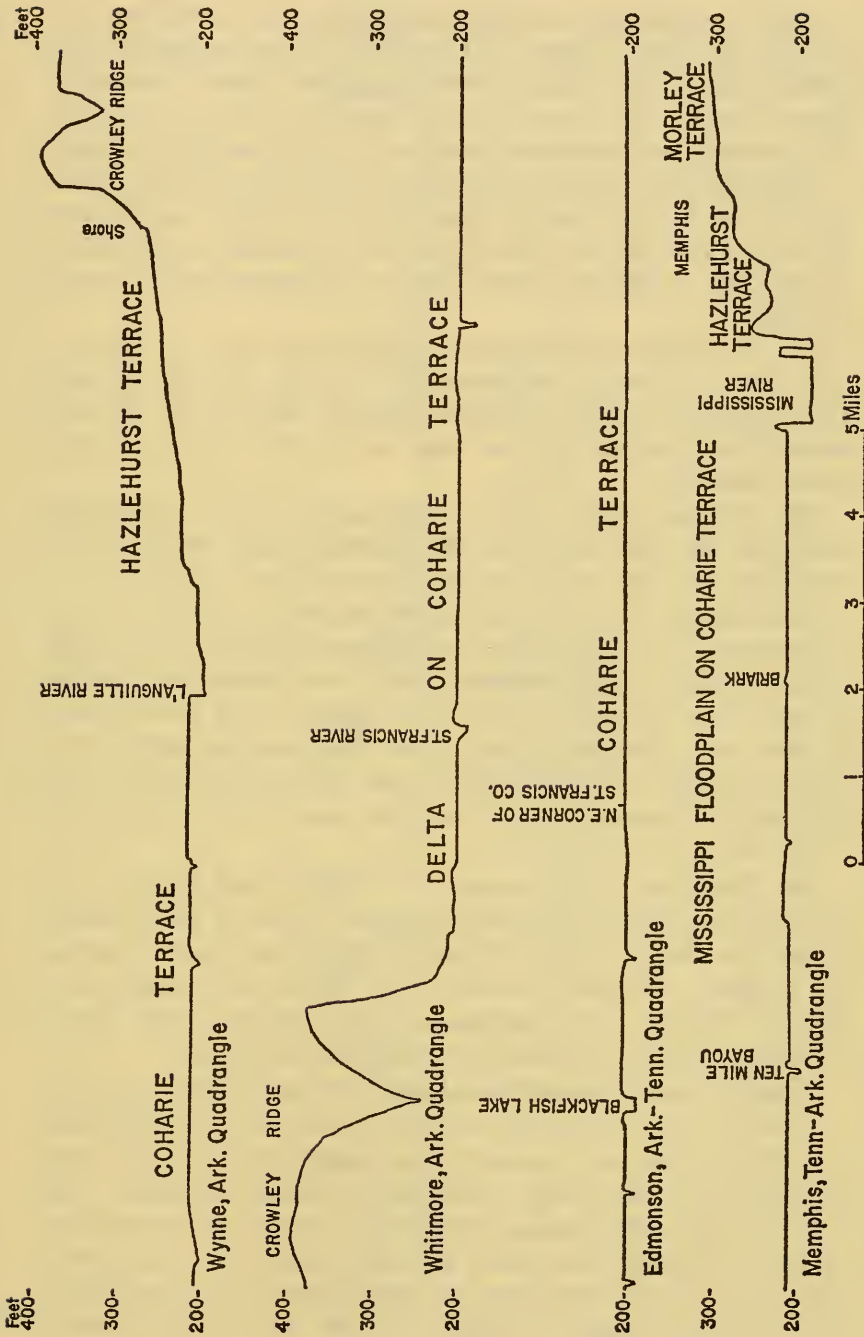 Feet
400-
300-
200-
COHARIE TERRACE
L'ANGUILLE RIVER
HAZLEHURST TERRACE
Shore
CROWLEY RIDGE
Feet
-400
-300
-200
Wynne, Ark. Quadrangle
400-
300-
200-
CROWLEY RIDGE
DELTA ON COHARIE TERRACE
ST. FRANCIS RIVER
-200
Whitmore, Ark. Quadrangle
200-
BLACKFISH LAKE
N.E. CORNER OF
ST. FRANCIS CO.
COHARIE TERRACE
-200
Edmonson, Ark.-Tenn. Quadrangle
300-
200-
TEN MILE
BAYOU
MISSISSIPPI FLOODPLAIN ON COHARIE TERRACE
BRIARK
MISSISSIPPI
RIVER
HAZLEHURST
TERRACE
MEMPHIS
MORLEY
TERRACE
-300
-200
Memphis, Tenn-Ark. Quadrangle
0 1 2 3 4 5 Miles